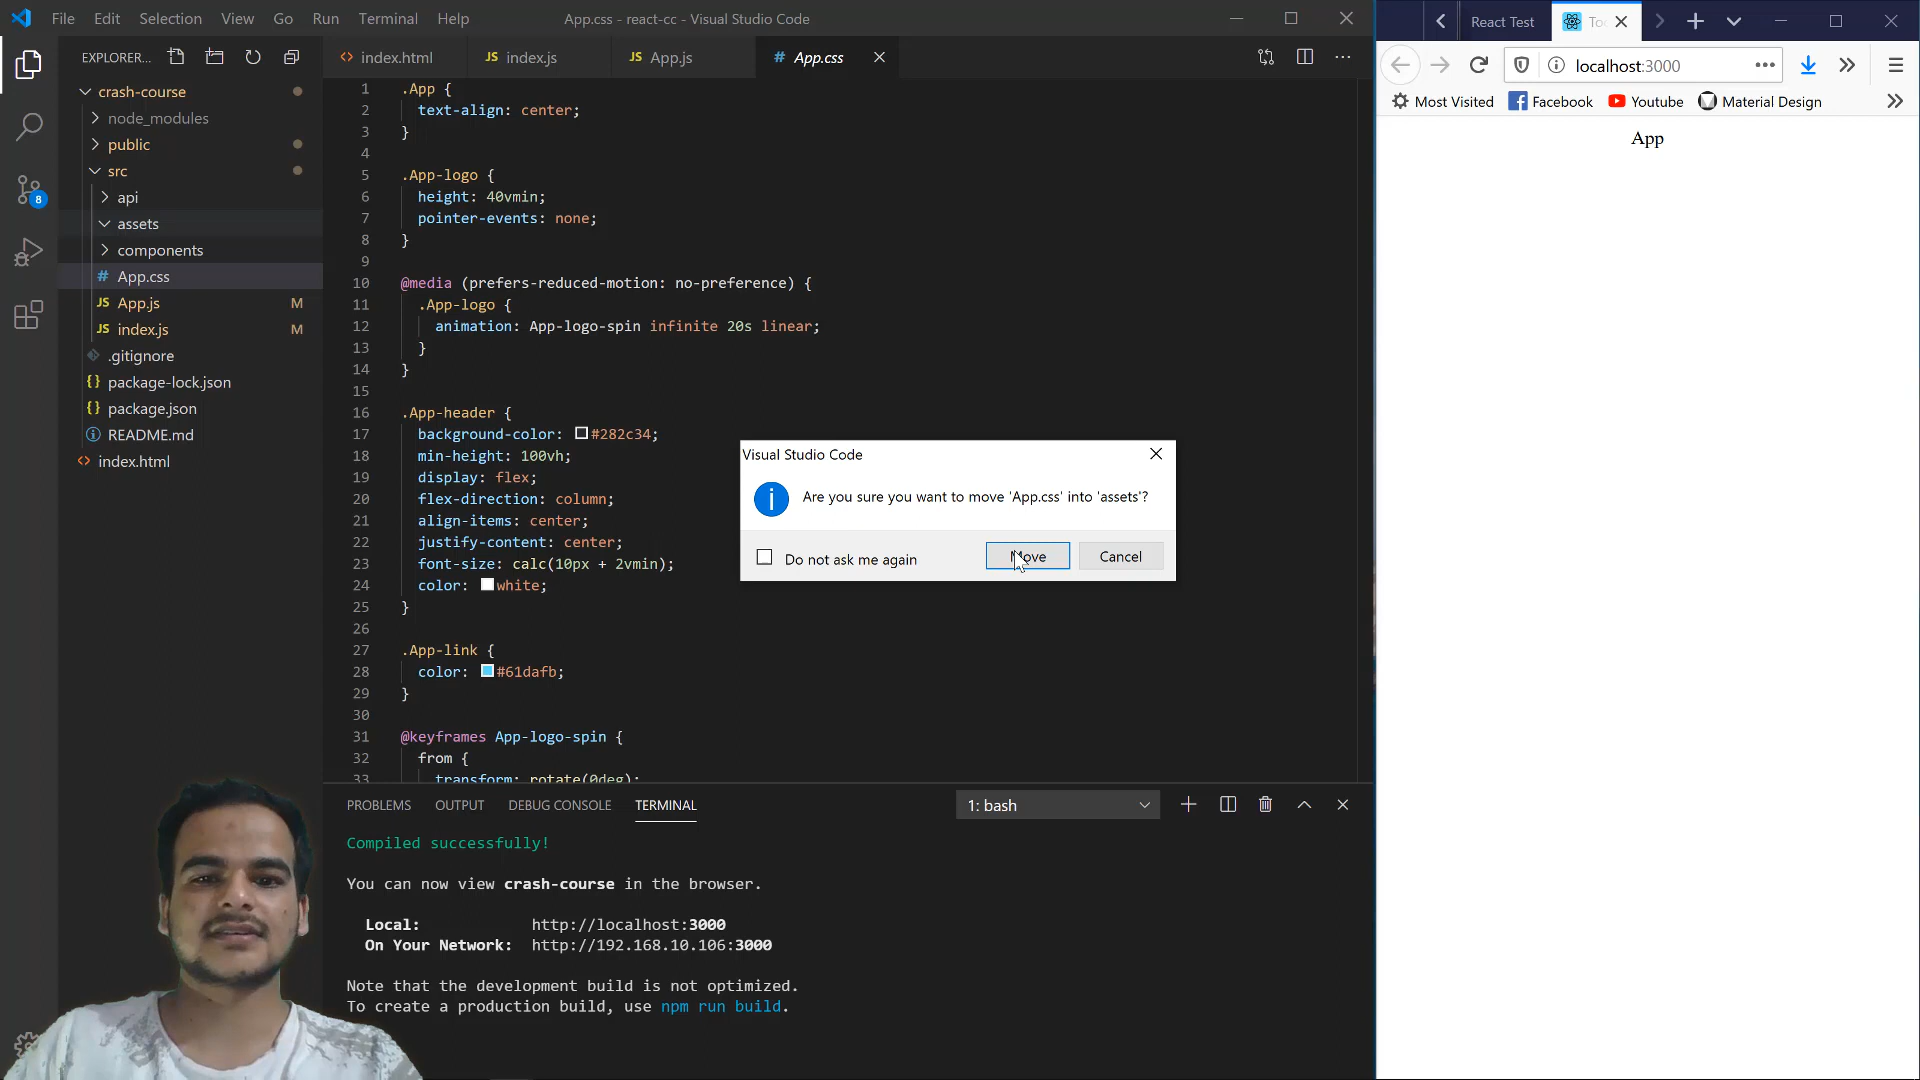 File Edit Selection View Go Run Terminal Help
App.css - react-cc - Visual Studio Code
EXPLORER...
crash-course
node_modules
public
src
api
assets
components
# App.css
JS App.js M
JS index.js M
.gitignore
{} package-lock.json
{} package.json
README.md
<> index.html
8
<> index.html
JS index.js
JS App.js
# App.css
1 .App {
2 text-align: center;
3 }
4
5 .App-logo {
6 height: 40vmin;
7 pointer-events: none;
8 }
9
10 @media (prefers-reduced-motion: no-preference) {
11 .App-logo {
12 animation: App-logo-spin infinite 20s linear;
13 }
14 }
15
16 .App-header {
17 background-color: #282c34;
18 min-height: 100vh;
19 display: flex;
20 flex-direction: column;
21 align-items: center;
22 justify-content: center;
23 font-size: calc(10px + 2vmin);
24 color: white;
25 }
26
27 .App-link {
28 color: #61dafb;
29 }
30
31 @keyframes App-logo-spin {
32 from {
33 transform: rotate(0deg);
Visual Studio Code
Are you sure you want to move 'App.css' into 'assets'?
Do not ask me again
Move
Cancel
PROBLEMS OUTPUT DEBUG CONSOLE TERMINAL
1: bash
Compiled successfully!
You can now view crash-course in the browser.
Local: http://localhost:3000
On Your Network: http://192.168.10.106:3000
Note that the development build is not optimized.
To create a production build, use npm run build.
React Test
localhost:3000
Most Visited Facebook Youtube Material Design
App